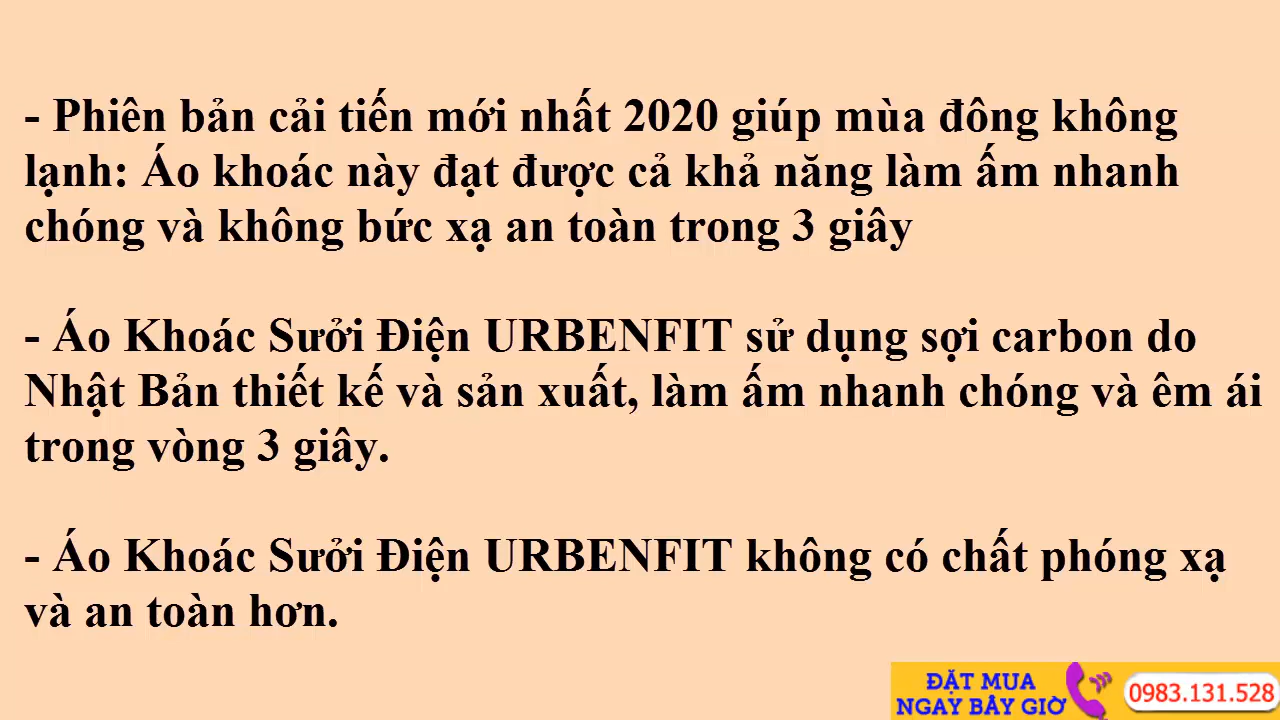 - Phiên bản cải tiến mới nhất 2020 giúp mùa đông không
lạnh: Áo khoác này đạt được cả khả năng làm ấm nhanh
chóng và không bức xạ an toàn trong 3 giây
- Áo Khoác Sưởi Điện URBENFIT sử dụng sợi carbon do
Nhật Bản thiết kế và sản xuất, làm ấm nhanh chóng và êm ái
trong vòng 3 giây.
- Áo Khoác Sưởi Điện URBENFIT không có chất phóng xạ
và an toàn hơn.
ĐẶT MUA
NGAY BÂY GIỜ
0983.131.528